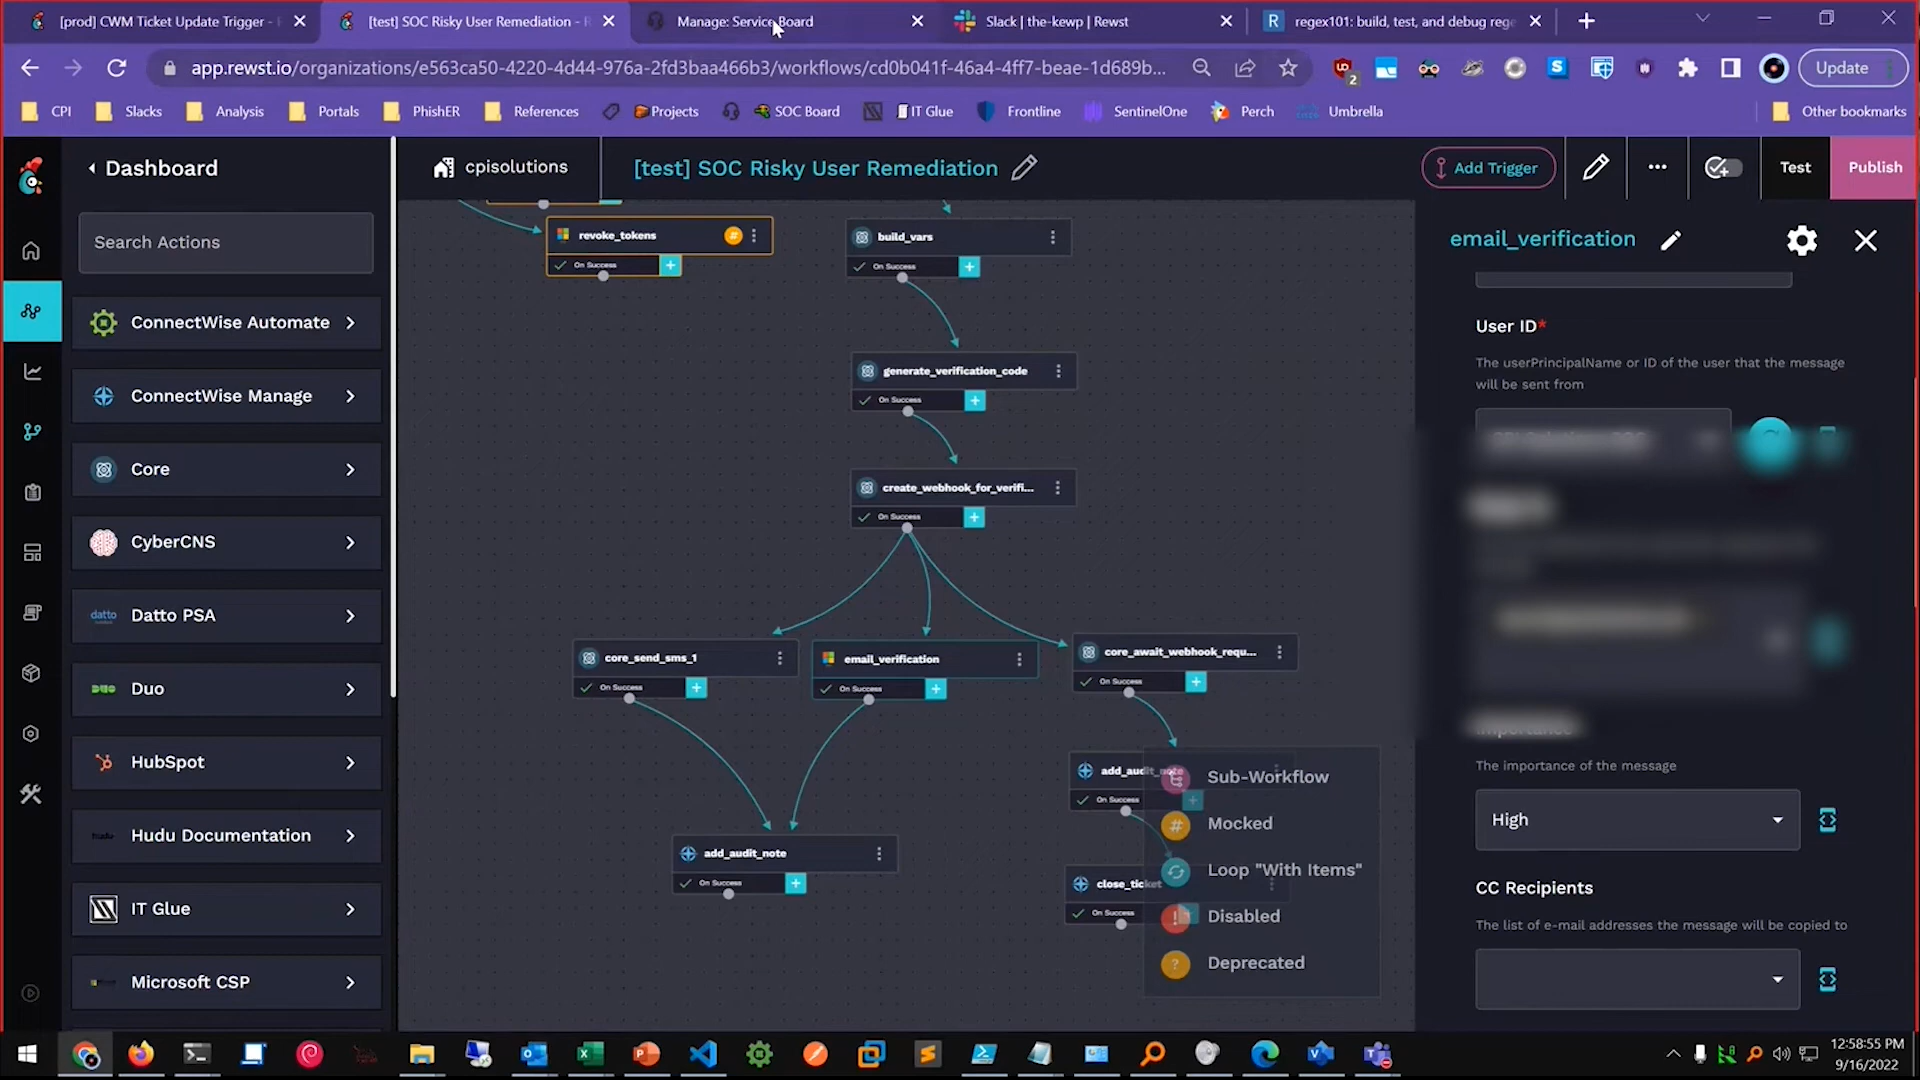 [prod] CWM Ticket Update Trigger -
[test] SOC Risky User Remediation - R
Manage: Service Board
Slack | the-kewp | Rewst
regex101: build, test, and debug rege
app.rewst.io/organizations/e563ca50-4220-4d44-976a-2fd3baa466b3/workflows/cd0b041f-46a4-4ff7-beae-1d689b...
2
Update
CPI
Slacks
Analysis
Portals
PhishER
References
Projects
SOC Board
IT Glue
Frontline
SentinelOne
Perch
Umbrella
Other bookmarks
Dashboard
cpisolutions
[test] SOC Risky User Remediation
Add Trigger
Test
Publish
Search Actions
ConnectWise Automate
ConnectWise Manage
Core
CyberCNS
datto
Datto PSA
DUO
Duo
HubSpot
hudu
Hudu Documentation
IT Glue
Microsoft CSP
revoke_tokens
On Success
build_vars
On Success
generate_verification_code
On Success
create_webhook_for_verifi...
On Success
core_send_sms_1
On Success
email_verification
On Success
core_await_webhook_requ...
On Success
add_audit_note
On Success
add_audit_note
On Success
close_ticket
On Success
Sub-Workflow
Mocked
Loop "With Items"
Disabled
Deprecated
email_verification
User ID*
The userPrincipalName or ID of the user that the message
will be sent from
Importance
The importance of the message
High
CC Recipients
The list of e-mail addresses the message will be copied to
12:58:55 PM
9/16/2022